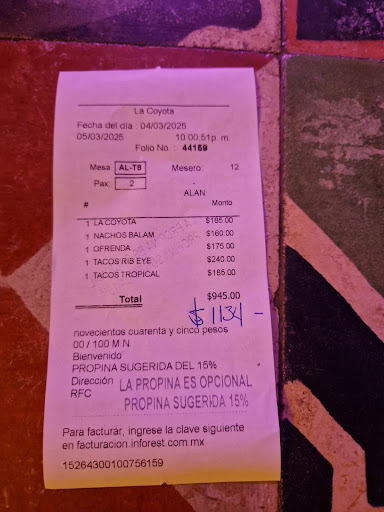 La Coyota
Fecha del dia : 04/03/2025
05/03/2025 10:00:51p. m.
Folio No. : 44159
Mesa AL-T8 Mesero: 12
Pax: 2
ALAN
# Monto
1 LA COYOTA $185.00
1 NACHOS BALAM $160.00
1 OFRENDA $175.00
1 TACOS RIB EYE $240.00
1 TACOS TROPICAL $185.00
Total $945.00
$ 1134 -
novecientos cuarenta y cinco pesos
00 / 100 M N
Bienvenido
PROPINA SUGERIDA DEL 15%
Dirección
LA PROPINA ES OPCIONAL
RFC
PROPINA SUGERIDA 15%
Para facturar, ingrese la clave siguiente
en facturacion inforest.com.mx
15264300100756159